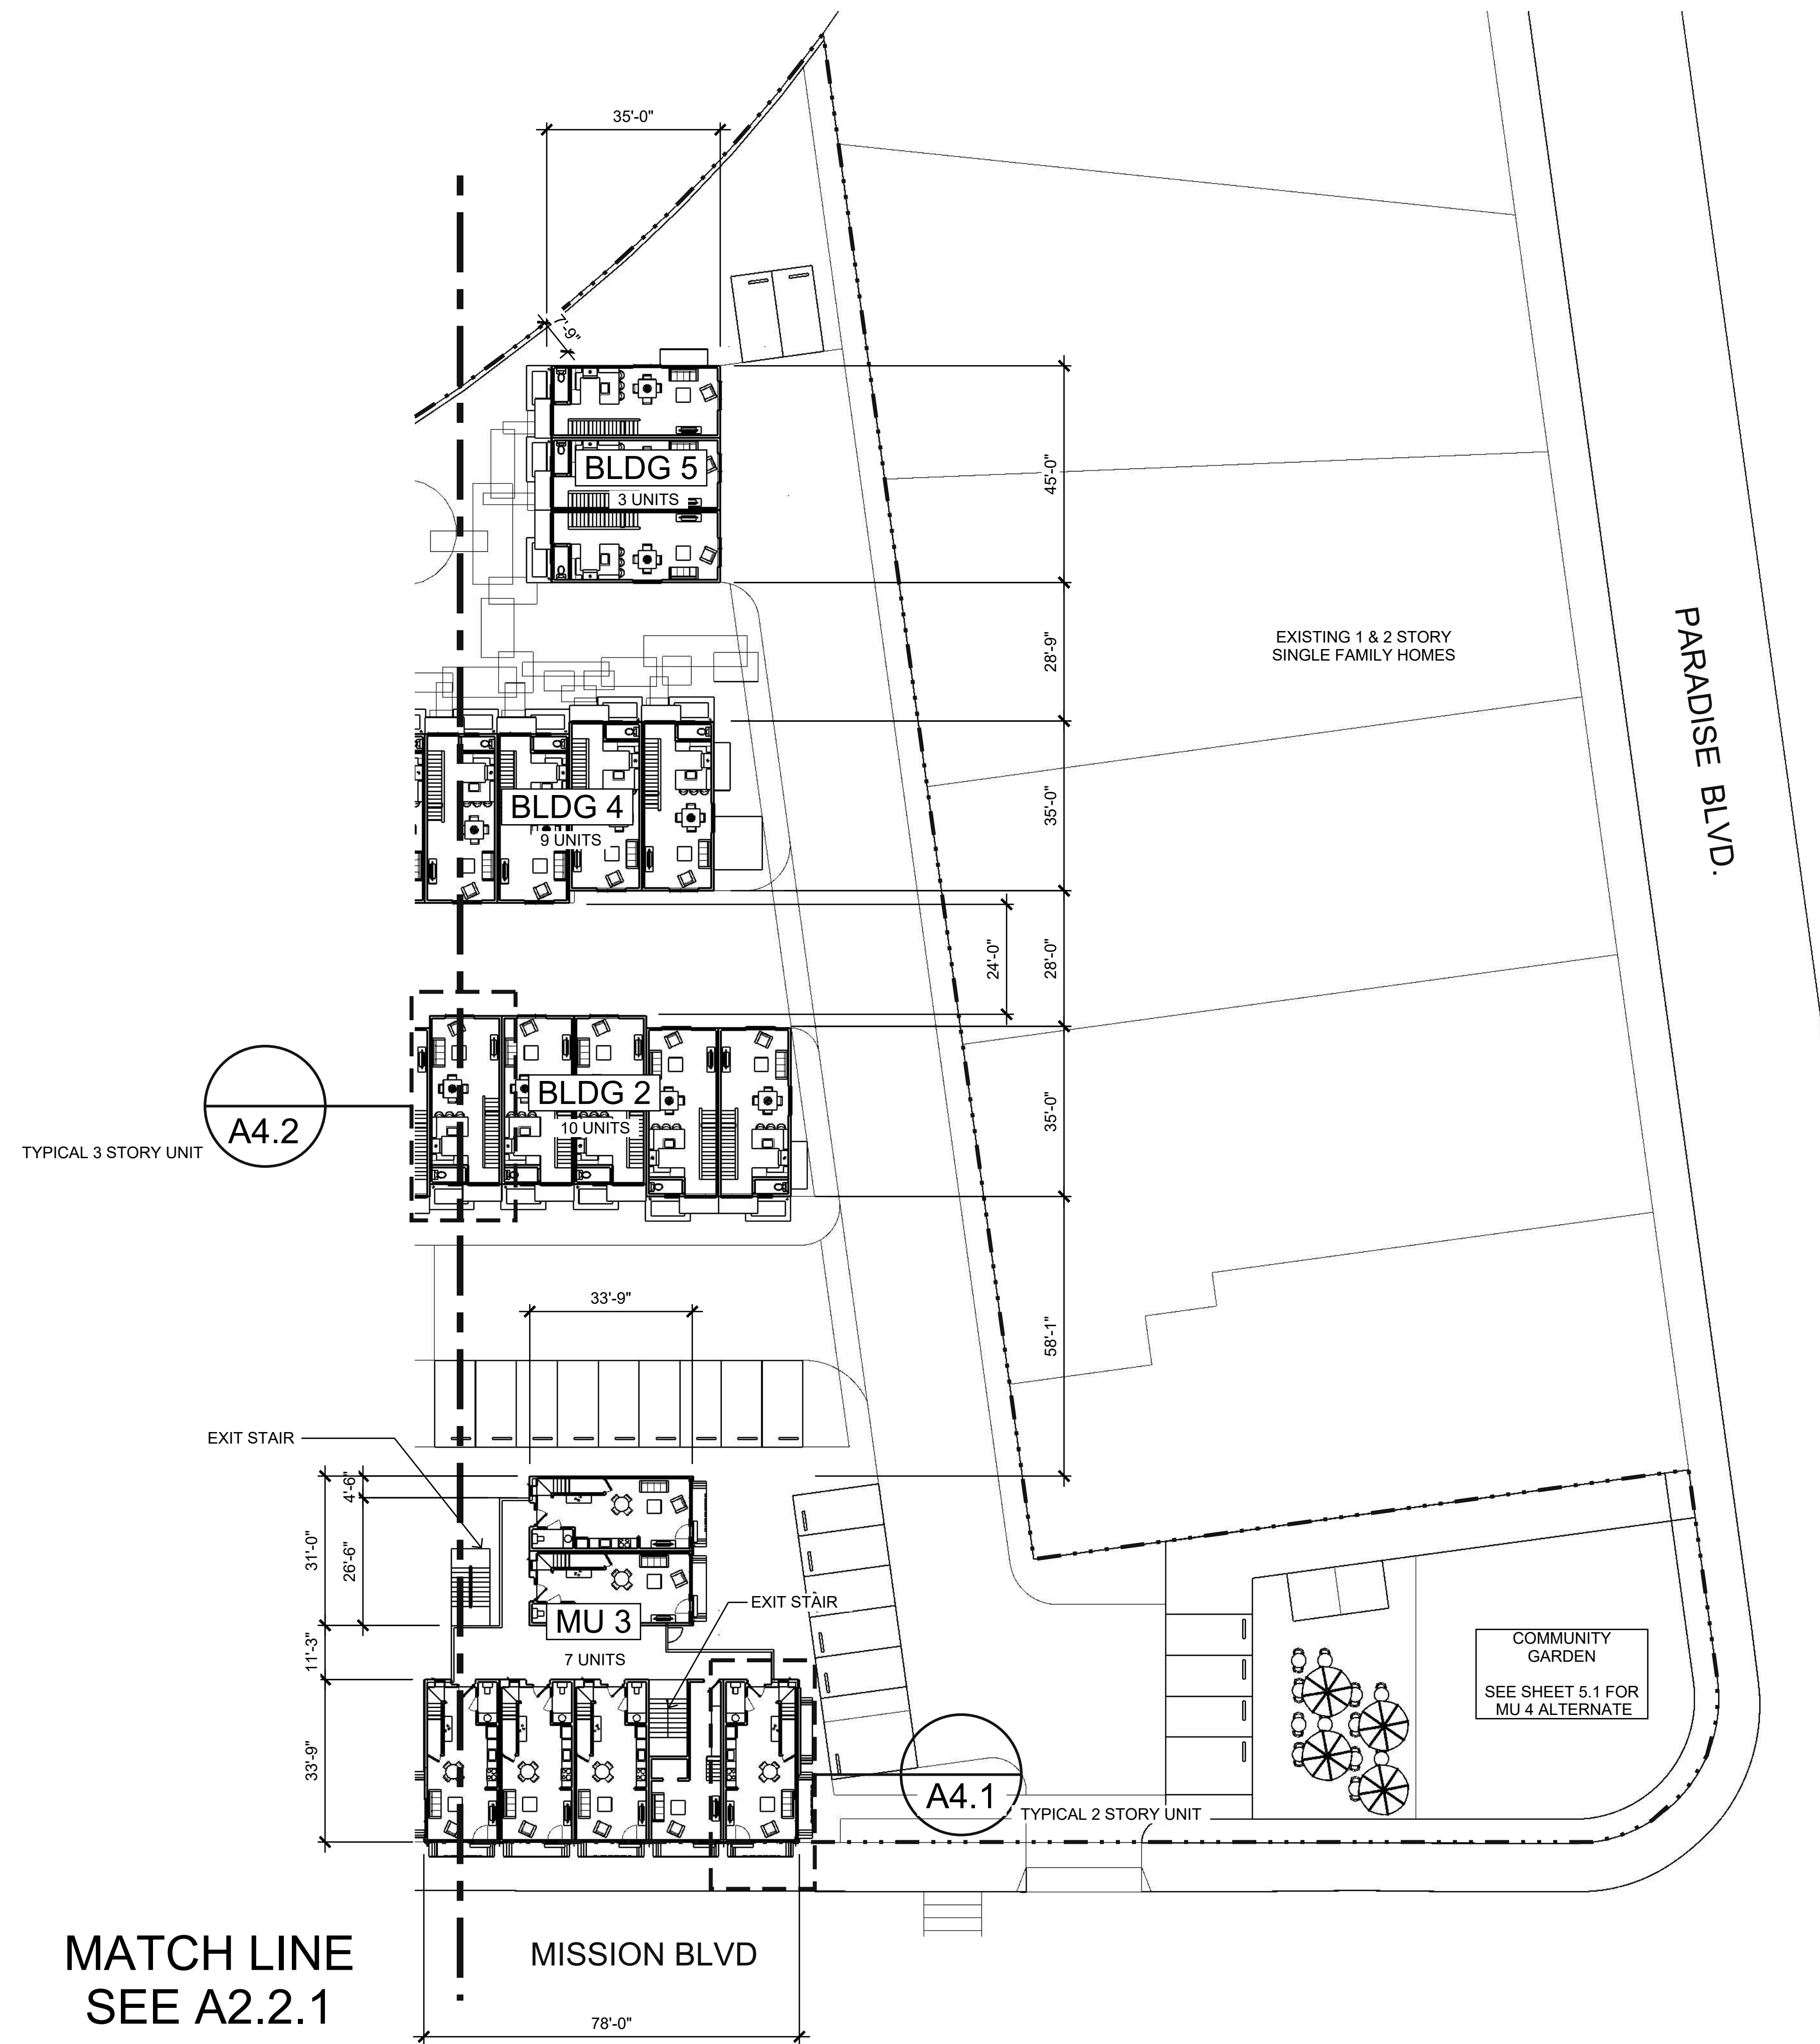 35'-0"
7'-9"
BLDG 5
3 UNITS
45'-0"
28'-9"
EXISTING 1 & 2 STORY
SINGLE FAMILY HOMES
PARADISE BLVD.
BLDG 4
9 UNITS
35'-0"
24'-0"
28'-0"
BLDG 2
10 UNITS
A4.2
TYPICAL 3 STORY UNIT
35'-0"
33'-9"
58'-1"
EXIT STAIR
4'-6"
31'-0"
26'-6"
EXIT STAIR
MU 3
7 UNITS
11'-3"
COMMUNITY
GARDEN
SEE SHEET 5.1 FOR
MU 4 ALTERNATE
33'-9"
A4.1
TYPICAL 2 STORY UNIT
MATCH LINE
SEE A2.2.1
MISSION BLVD
78'-0"